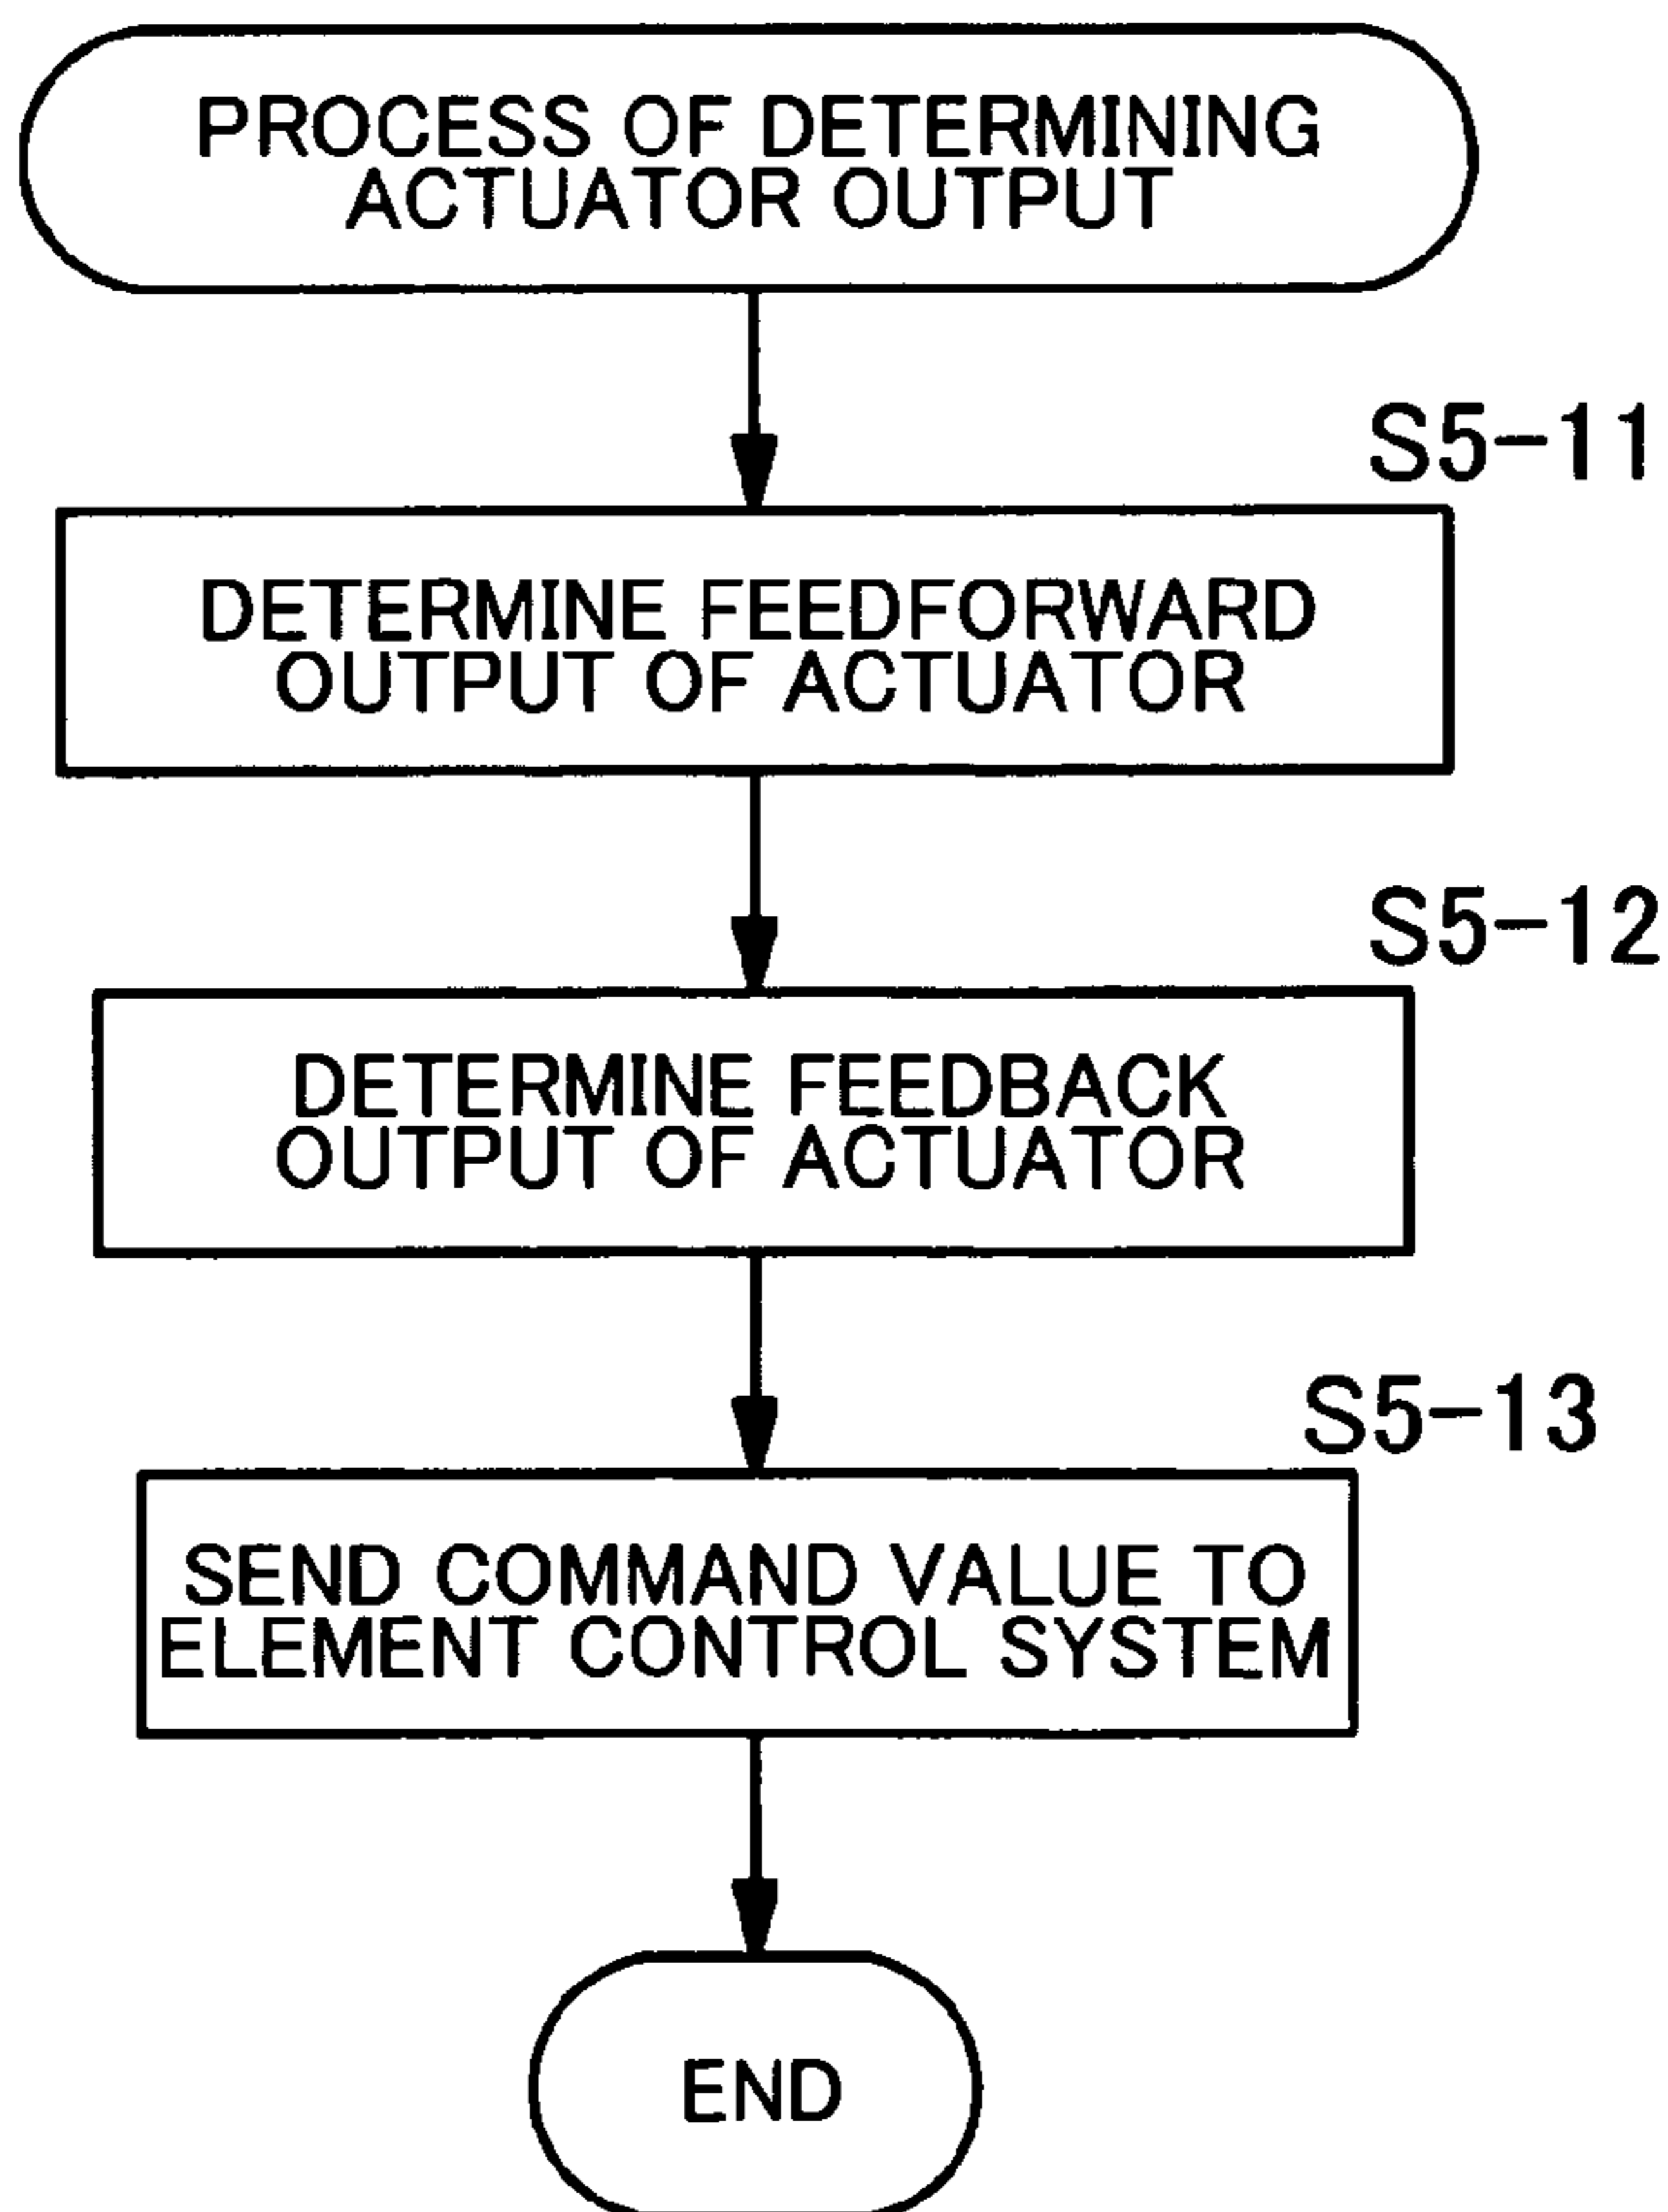 PROCESS OF DETERMINING
ACTUATOR OUTPUT
S5-11
DETERMINE FEEDFORWARD
OUTPUT OF ACTUATOR
S5-12
DETERMINE FEEDBACK
OUTPUT OF ACTUATOR
S5-13
SEND COMMAND VALUE TO
ELEMENT CONTROL SYSTEM
END